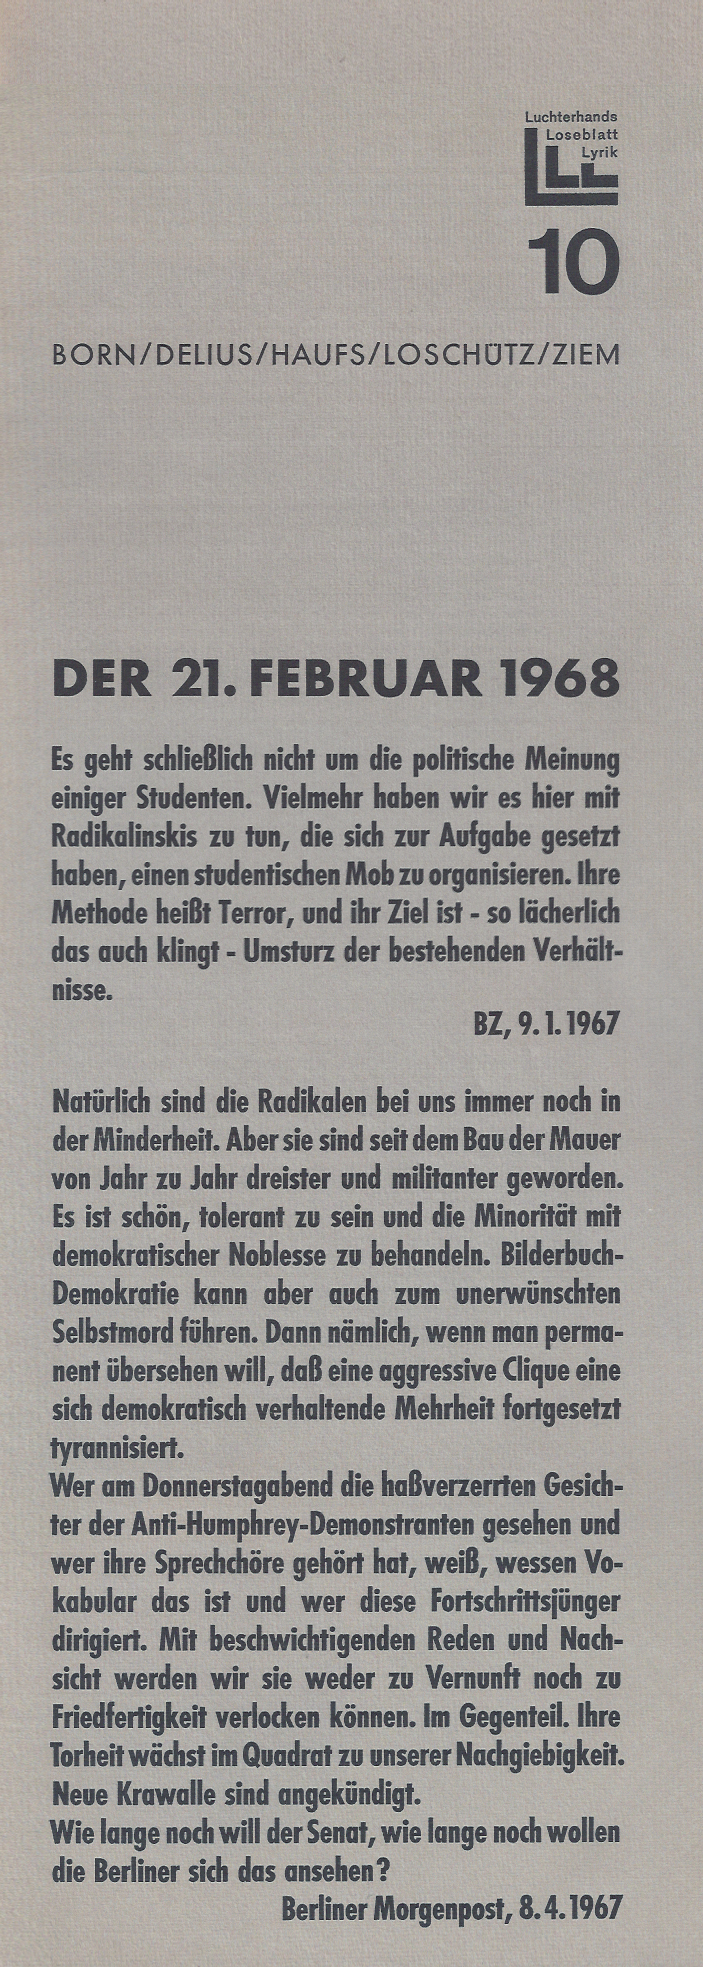 Luchterhands
Loseblatt
Lyrik
LLL
10
BORN/DELIUS/HAUFS/LOSCHÜTZ/ZIEM
DER 21. FEBRUAR 1968
Es geht schließlich nicht um die politische Meinung
einiger Studenten. Vielmehr haben wir es hier mit
Radikalinskis zu tun, die sich zur Aufgabe gesetzt
haben, einen studentischen Mob zu organisieren. Ihre
Methode heißt Terror, und ihr Ziel ist - so lächerlich
das auch klingt - Umsturz der bestehenden Verhält-
nisse.
BZ, 9. 1. 1967
Natürlich sind die Radikalen bei uns immer noch in
der Minderheit. Aber sie sind seit dem Bau der Mauer
von Jahr zu Jahr dreister und militanter geworden.
Es ist schön, tolerant zu sein und die Minorität mit
demokratischer Noblesse zu behandeln. Bilderbuch-
Demokratie kann aber auch zum unerwünschten
Selbstmord führen. Dann nämlich, wenn man perma-
nent übersehen will, daß eine aggressive Clique eine
sich demokratisch verhaltende Mehrheit fortgesetzt
tyrannisiert.
Wer am Donnerstagabend die haßverzerrten Gesich-
ter der Anti-Humphrey-Demonstranten gesehen und
wer ihre Sprechchöre gehört hat, weiß, wessen Vo-
kabular das ist und wer diese Fortschrittsjünger
dirigiert. Mit beschwichtigenden Reden und Nach-
sicht werden wir sie weder zu Vernunft noch zu
Friedfertigkeit verlocken können. Im Gegenteil. Ihre
Torheit wächst im Quadrat zu unserer Nachgiebigkeit.
Neue Krawalle sind angekündigt.
Wie lange noch will der Senat, wie lange noch wollen
die Berliner sich das ansehen?
Berliner Morgenpost, 8. 4. 1967